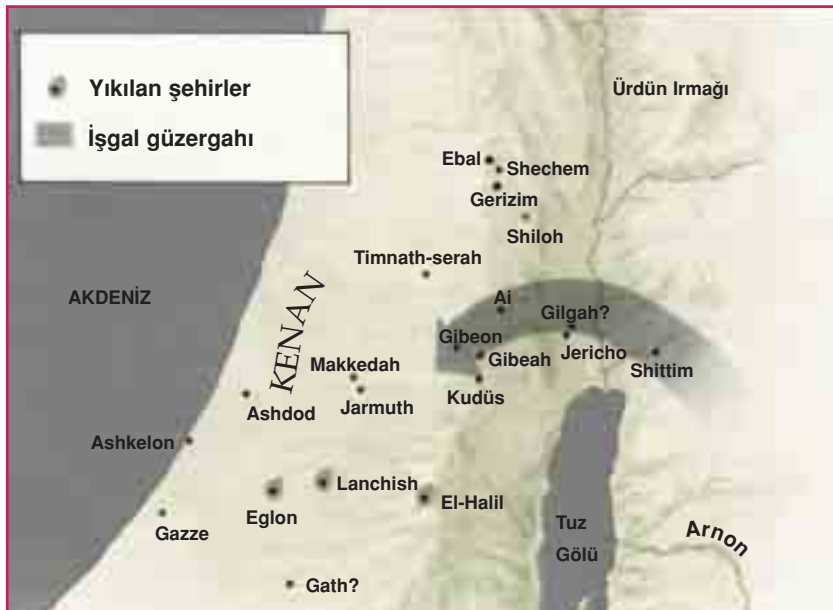 Yıkılan şehirler
İşgal güzergahı
Ürdün Irmağı
Ebal
Shechem
Gerizim
Shiloh
Timnath-serah
AKDENİZ
KENAN
Ai
Gilgah?
Gibeon
Gibeah
Jericho
Shittim
Makkedah
Kudüs
Jarmuth
Ashdod
Ashkelon
Lanchish
El-Halil
Eglon
Gazze
Tuz
Gölü
Arnon
Gath?